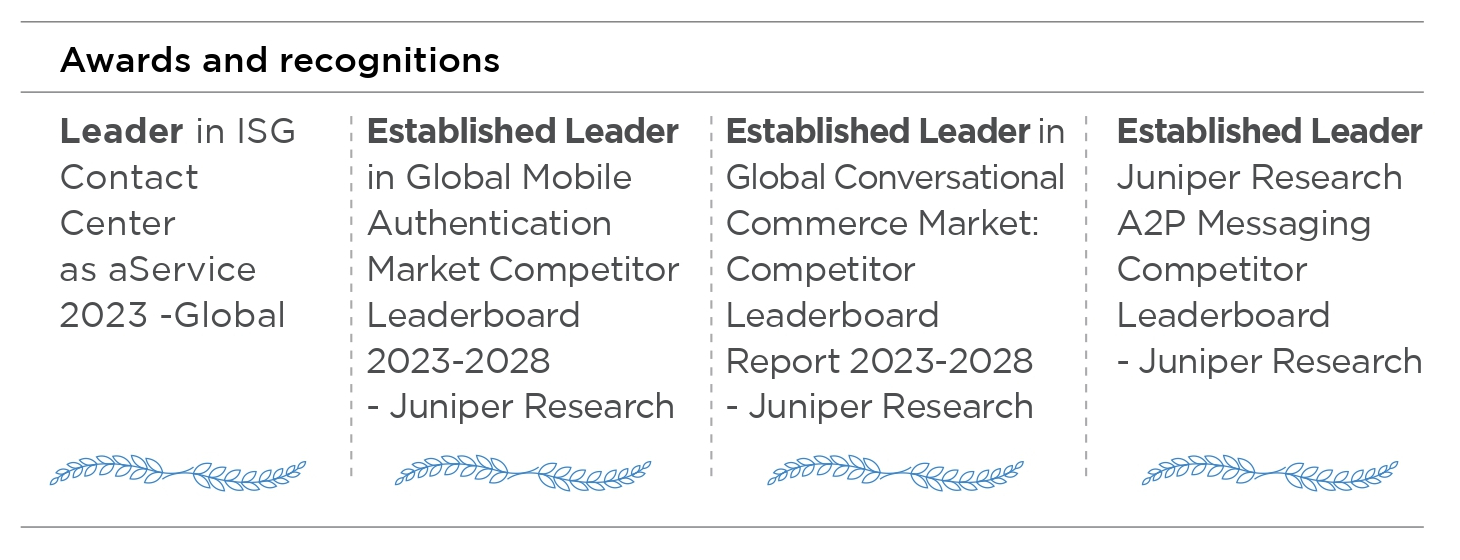 Awards and recognitions
Leader in ISG
Contact
Center
as aService
2023 -Global
Established Leader
in Global Mobile
Authentication
Market Competitor
Leaderboard
2023-2028
- Juniper Research
Established Leader in
Global Conversational
Commerce Market:
Competitor
Leaderboard
Report 2023-2028
- Juniper Research
Established Leader
Juniper Research
A2P Messaging
Competitor
Leaderboard
- Juniper Research